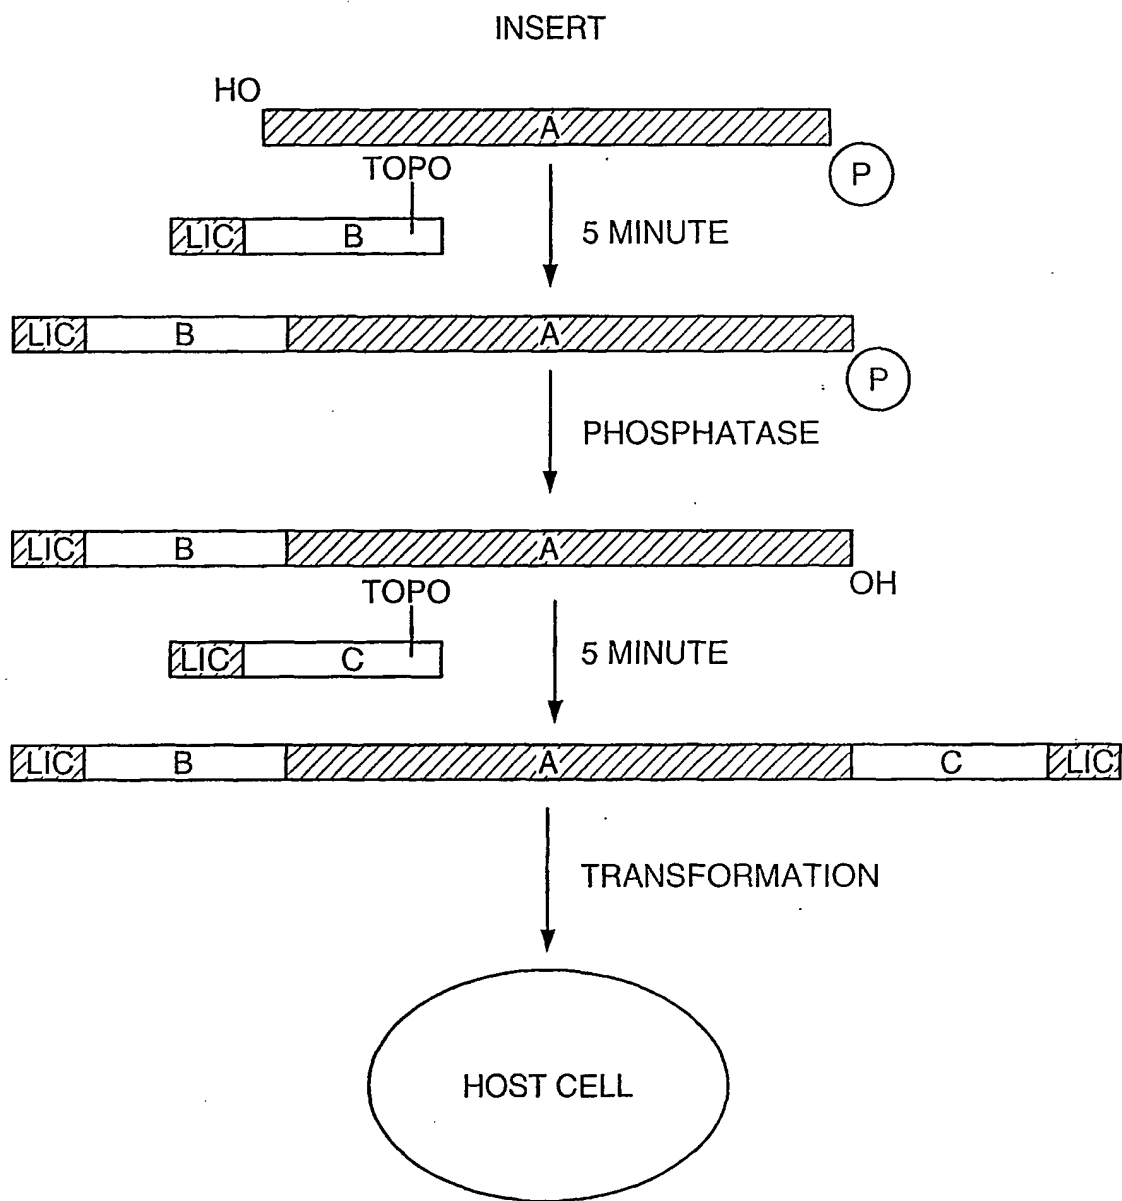 INSERT
HO
A
P
TOPO
LIC B
5 MINUTE
LIC B A
P
PHOSPHATASE
LIC B A
OH
TOPO
LIC C
5 MINUTE
LIC B A C LIC
TRANSFORMATION
HOST CELL